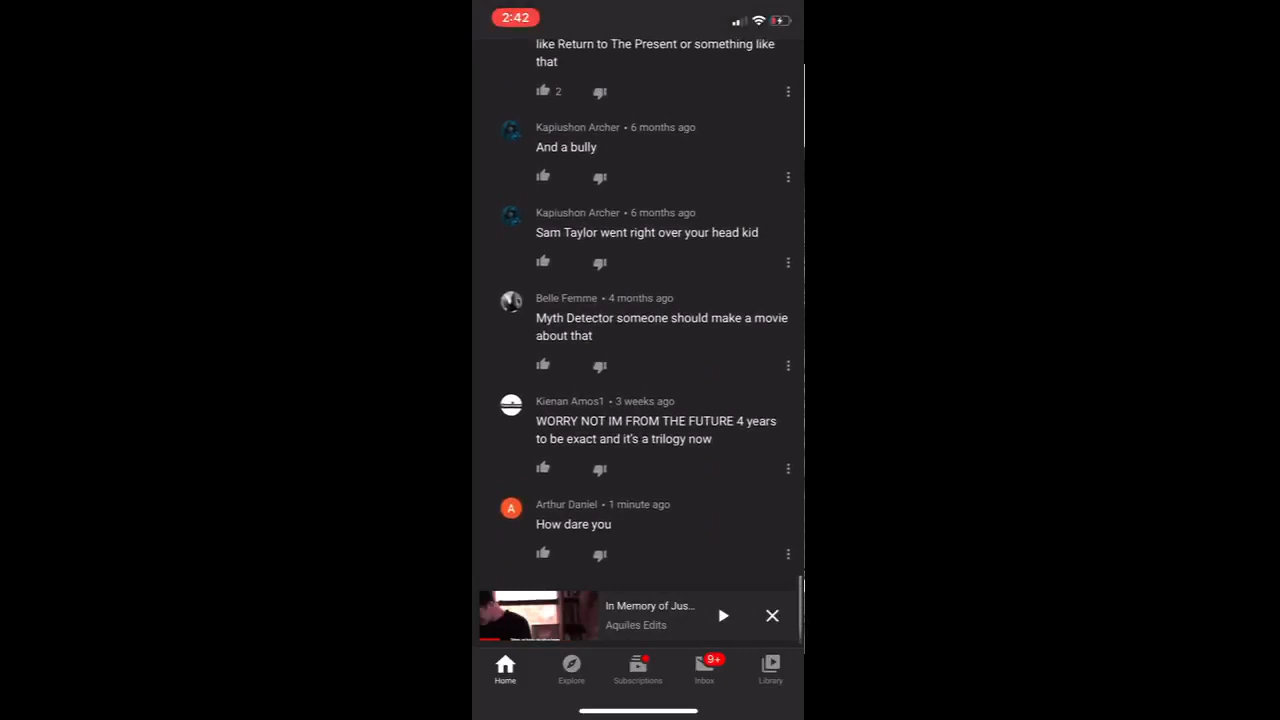 2:42
like Return to The Present or something like
that
2
Kapiushon Archer • 6 months ago
And a bully
Kapiushon Archer • 6 months ago
Sam Taylor went right over your head kid
Belle Femme • 4 months ago
Myth Detector someone should make a movie
about that
Kienan Amos1 • 3 weeks ago
WORRY NOT IM FROM THE FUTURE 4 years
to be exact and it's a trilogy now
A
Arthur Daniel • 1 minute ago
How dare you
In Memory of Jus...
Aquiles Edits
9+
Home
Explore
Subscriptions
Inbox
Library